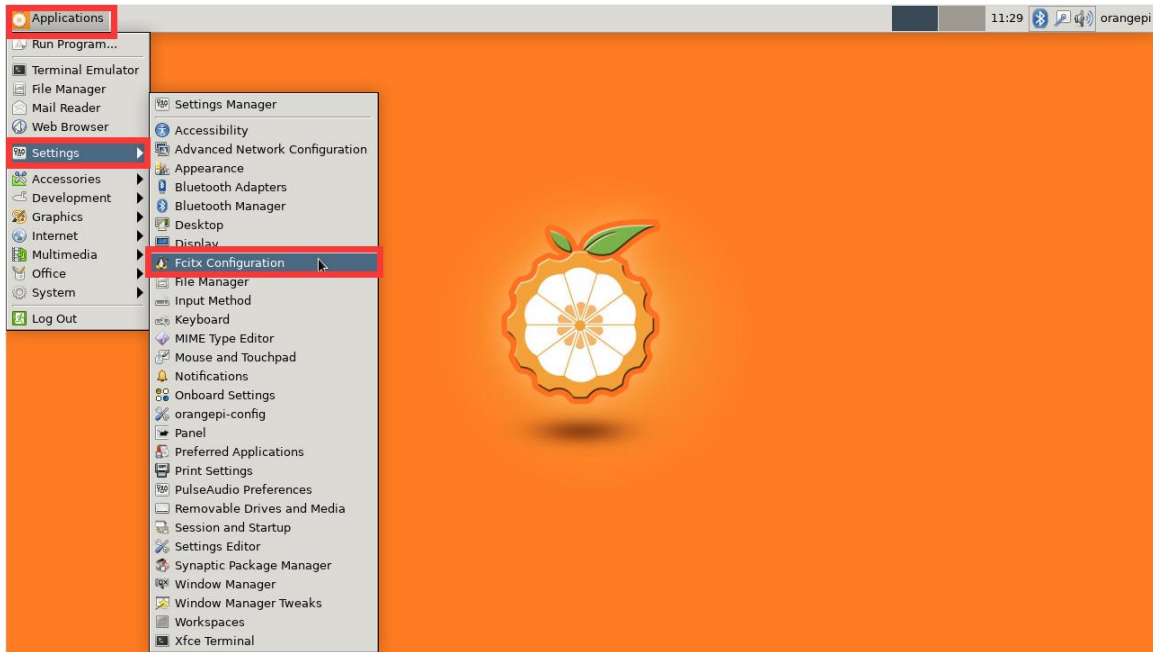 Applications
11:29
orangepi
Run Program...
Terminal Emulator
File Manager
Mail Reader
Web Browser
Settings
Accessories
Development
Graphics
Internet
Multimedia
Office
System
Log Out
Settings Manager
Accessibility
Advanced Network Configuration
Appearance
Bluetooth Adapters
Bluetooth Manager
Desktop
Display
Fcitx Configuration
File Manager
Input Method
Keyboard
MIME Type Editor
Mouse and Touchpad
Notifications
Onboard Settings
orangepi-config
Panel
Preferred Applications
Print Settings
PulseAudio Preferences
Removable Drives and Media
Session and Startup
Settings Editor
Synaptic Package Manager
Window Manager
Window Manager Tweaks
Workspaces
Xfce Terminal